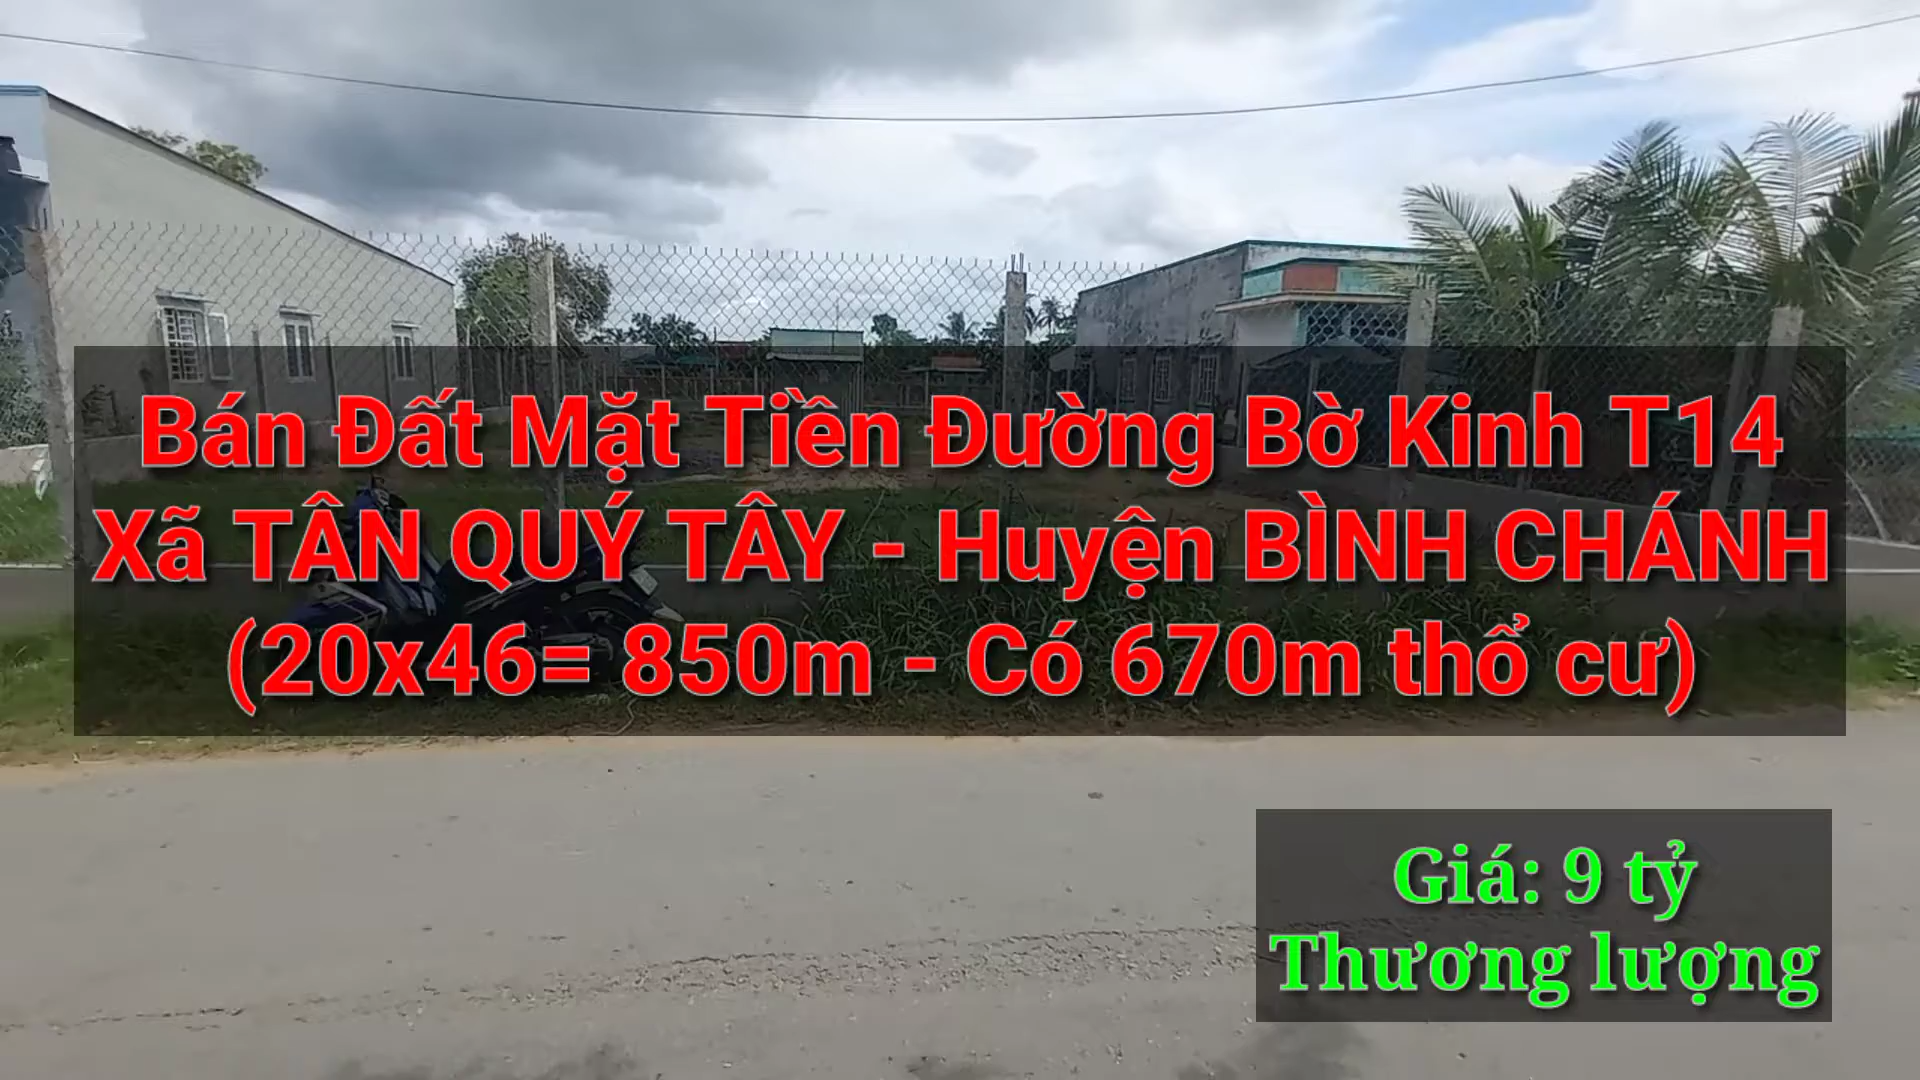 Bán Đất Mặt Tiền Đường Bờ Kinh T14
Xã TÂN QUÝ TÂY - Huyện BÌNH CHÁNH
(20x46= 850m - Có 670m thổ cư)
Giá: 9 tỷ
Thương lượng